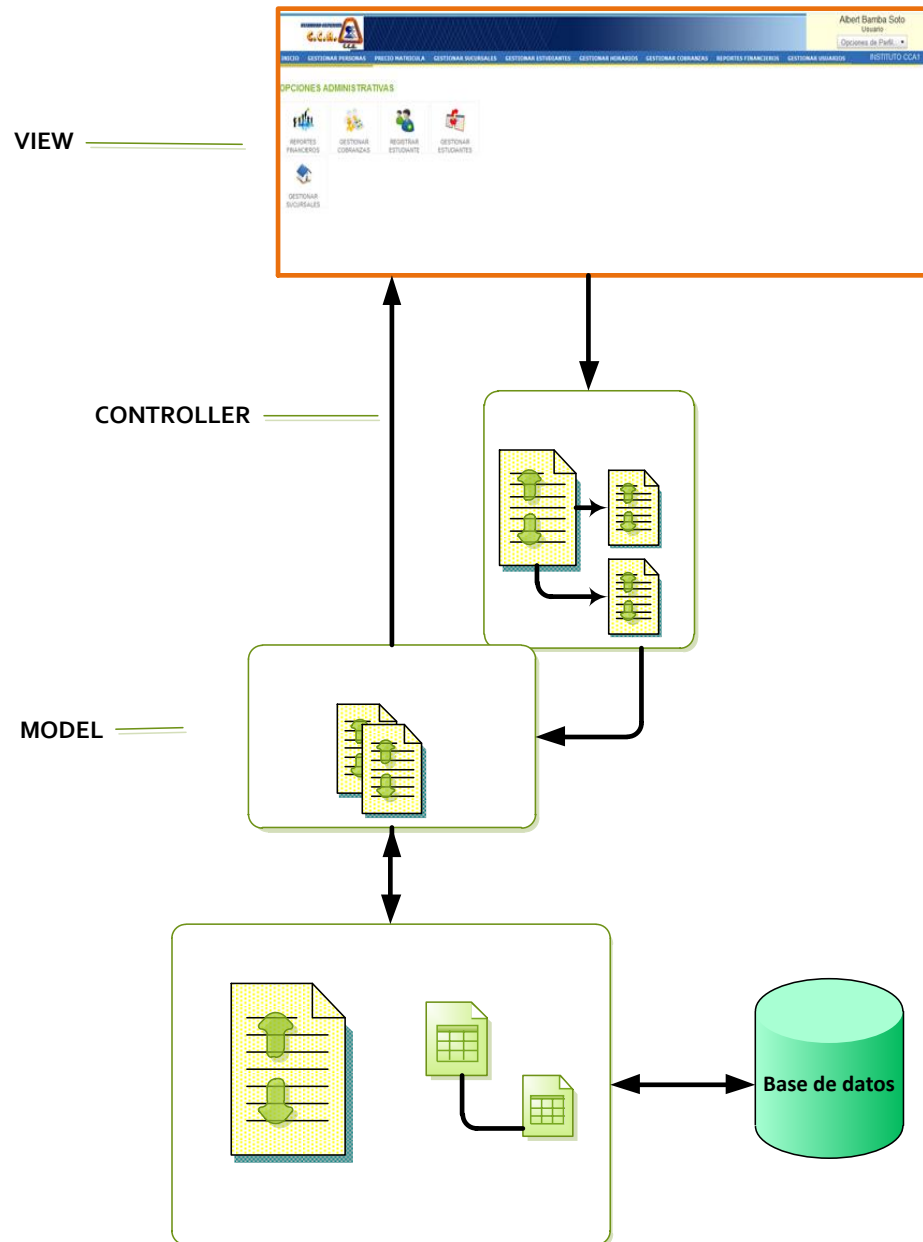 C.C.A.
Albert Bamba Soto
Usuario
Opciones de Perfil...
INICIO GESTIONAR PERSONAS PRECIO MATRICULA GESTIONAR SUCURSALES GESTIONAR ESTUDIANTES GESTIONAR HORARIOS GESTIONAR COBRANZAS REPORTES FINANCIEROS GESTIONAR USUARIOS INSTITUTO CCA1
OPCIONES ADMINISTRATIVAS
VIEW
REPORTES FINANCIEROS
GESTIONAR COBRANZAS
REGISTRAR ESTUDIANTE
GESTIONAR ESTUDIANTES
GESTIONAR SUCURSALES
CONTROLLER
MODEL
Base de datos